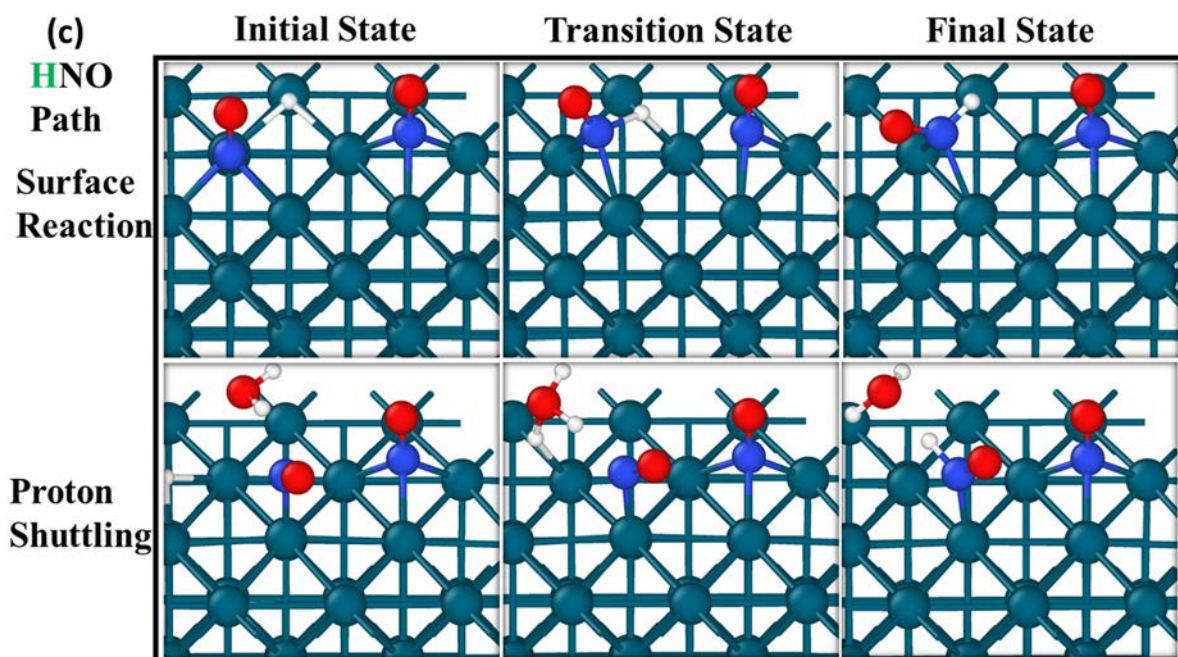 (c)
Initial State
Transition State
Final State
HNO
Path
Surface
Reaction
Proton
Shuttling